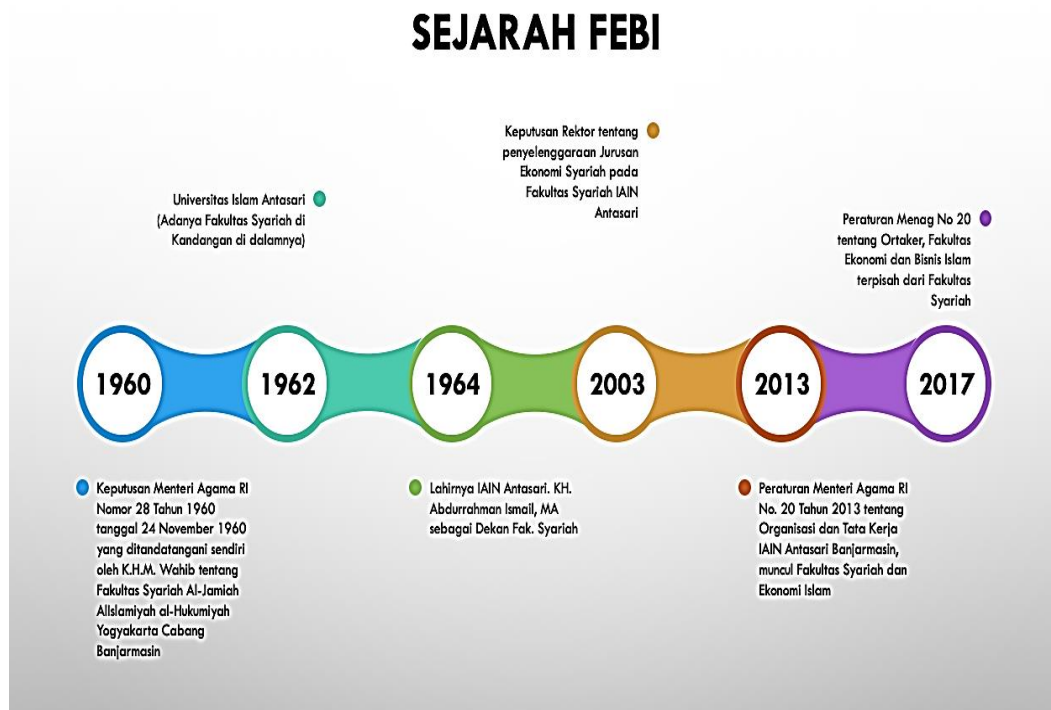 SEJARAH FEBI
Keputusan Rektor tentang
penyelenggaraan Jurusan
Ekonomi Syariah pada
Fakultas Syariah IAIN
Antasari
Universitas Islam Antasari
(Adanya Fakultas Syariah di
Kandangan di dalamnya)
Peraturan Menag No 20
tentang Ortaker, Fakultas
Ekonomi dan Bisnis Islam
terpisah dari Fakultas
Syariah
1960
1962
1964
2003
2013
2017
Keputusan Menteri Agama RI
Nomor 28 Tahun 1960
tanggal 24 November 1960
yang ditandatangani sendiri
oleh K.H.M. Wahib tentang
Fakultas Syariah Al-Jamiah
AlIslamiyah al-Hukumiyah
Yogyakarta Cabang
Banjarmasin
Lahirnya IAIN Antasari. KH.
Abdurrahman Ismail, MA
sebagai Dekan Fak. Syariah
Peraturan Menteri Agama RI
No. 20 Tahun 2013 tentang
Organisasi dan Tata Kerja
IAIN Antasari Banjarmasin,
muncul Fakultas Syariah dan
Ekonomi Islam